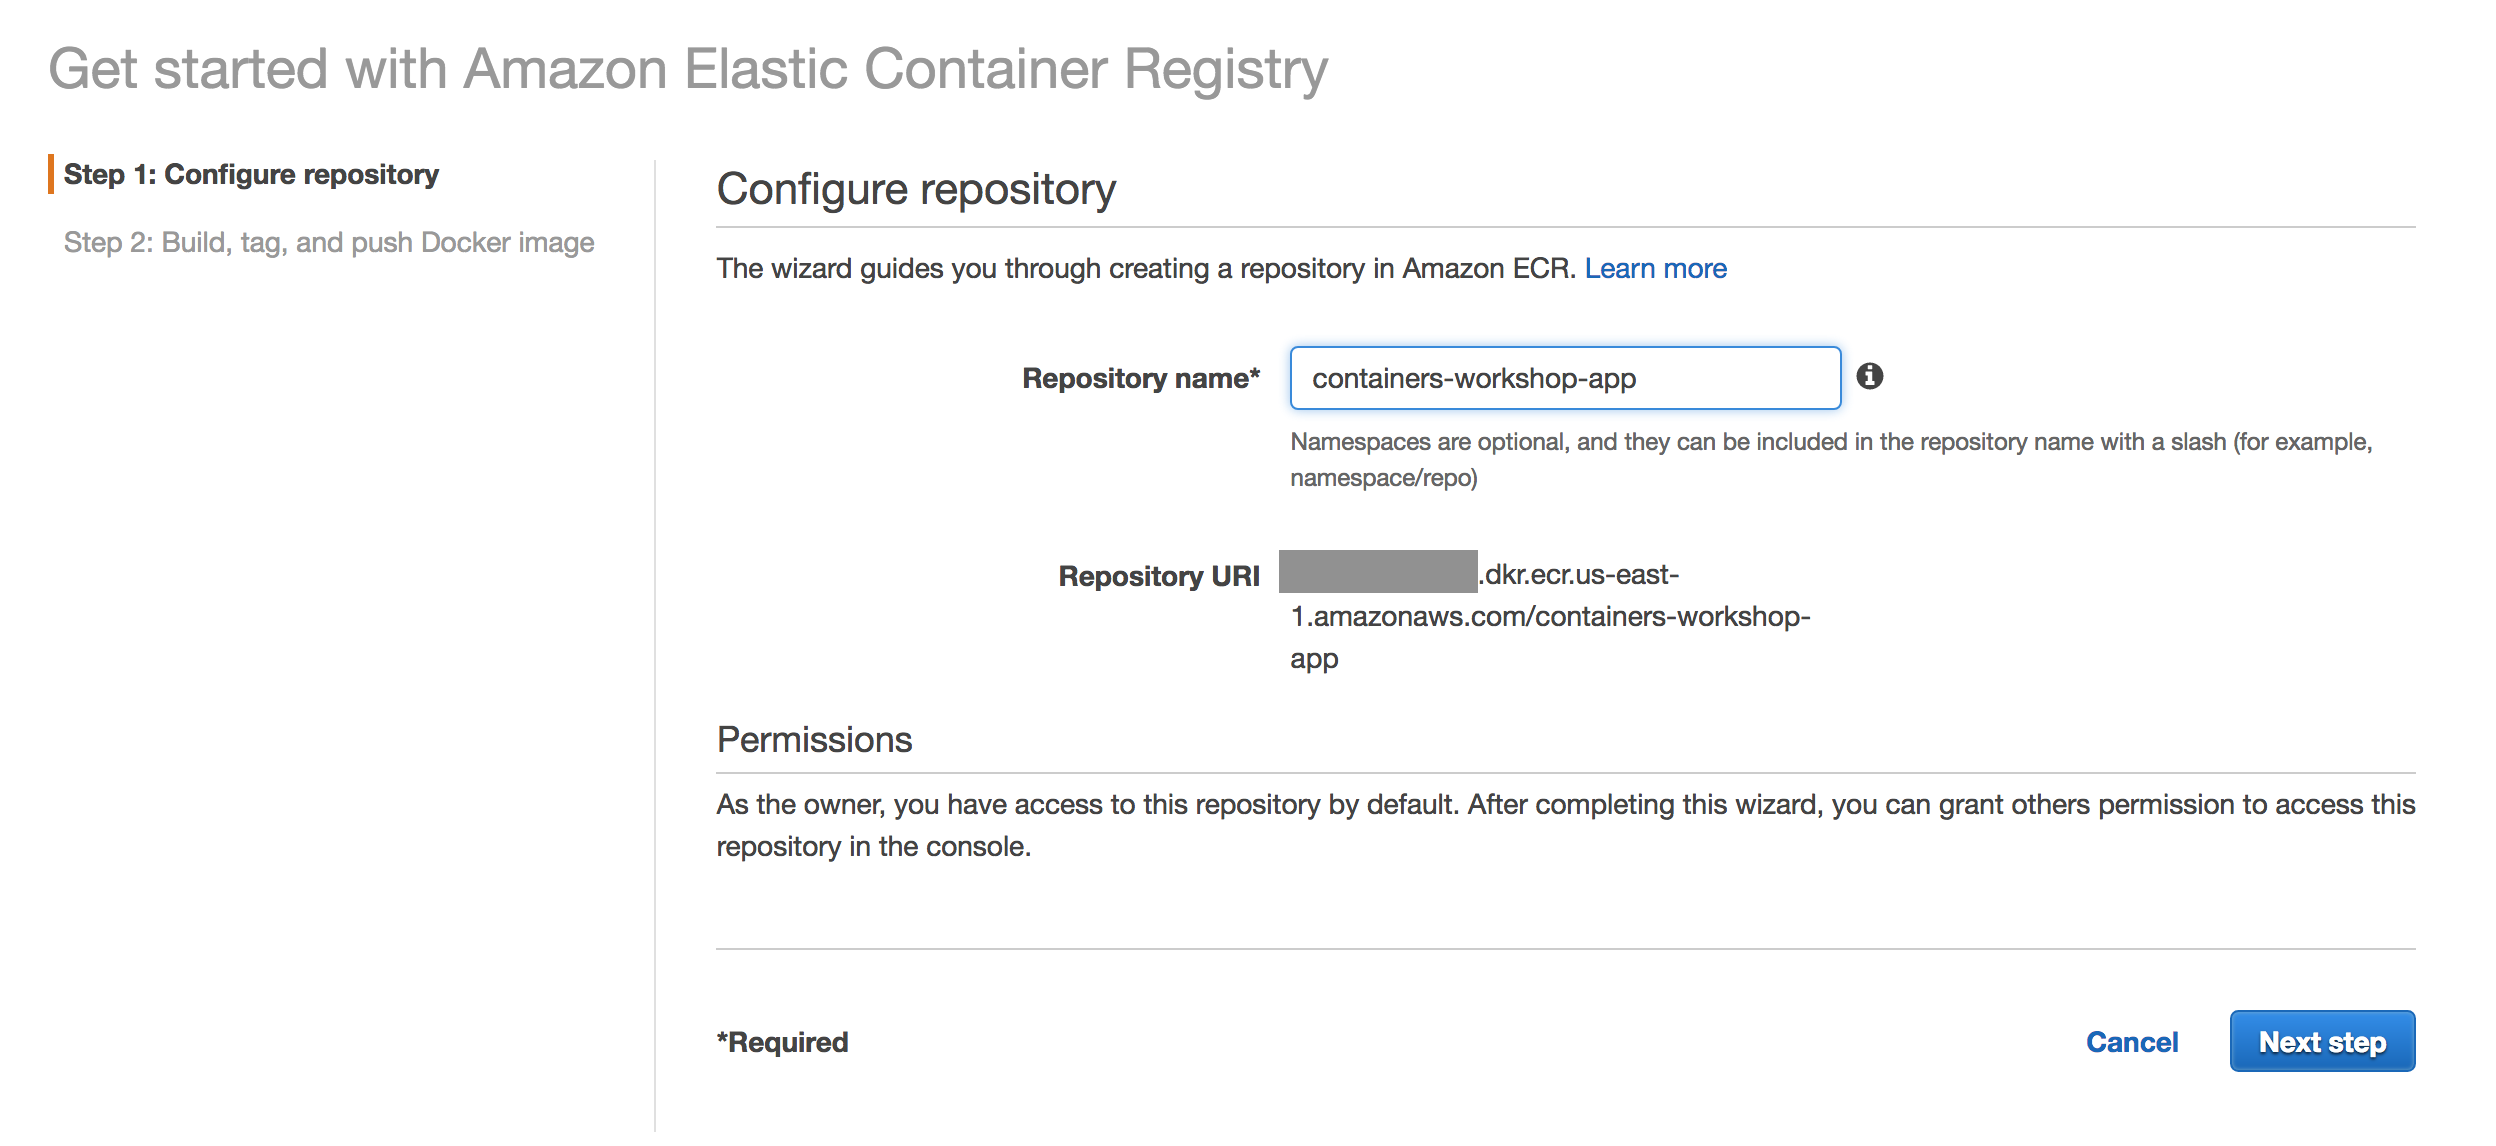 Get started with Amazon Elastic Container Registry
Step 1: Configure repository
Step 2: Build, tag, and push Docker image
Configure repository
The wizard guides you through creating a repository in Amazon ECR. Learn more
Repository name* containers-workshop-app
Namespaces are optional, and they can be included in the repository name with a slash (for example,
namespace/repo)
Repository URI .dkr.ecr.us-east-
1.amazonaws.com/containers-workshop-
app
Permissions
As the owner, you have access to this repository by default. After completing this wizard, you can grant others permission to access this
repository in the console.
*Required Cancel Next step